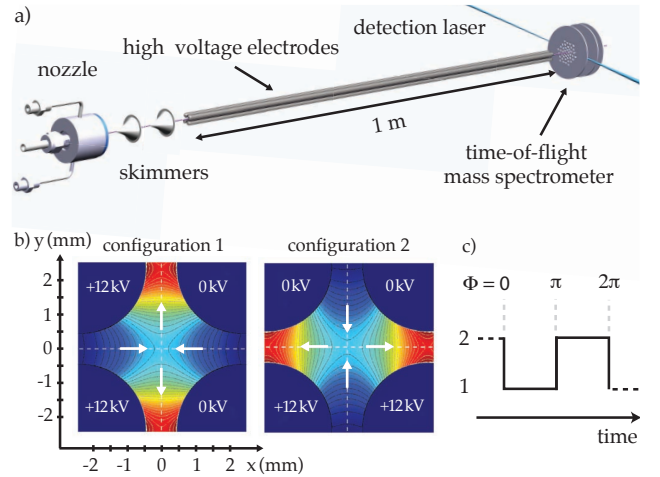 a)
detection laser
high voltage electrodes
nozzle
1 m
skimmers
time-of-flight
mass spectrometer
b) y (mm) configuration 1 configuration 2
2
1
0
-1
-2
+12 kV 0 kV
+12 kV 0 kV
0 kV 0 kV
+12 kV +12 kV
-2 -1 0 1 2 x (mm)
c)
Φ = 0 π 2π
2
1
time